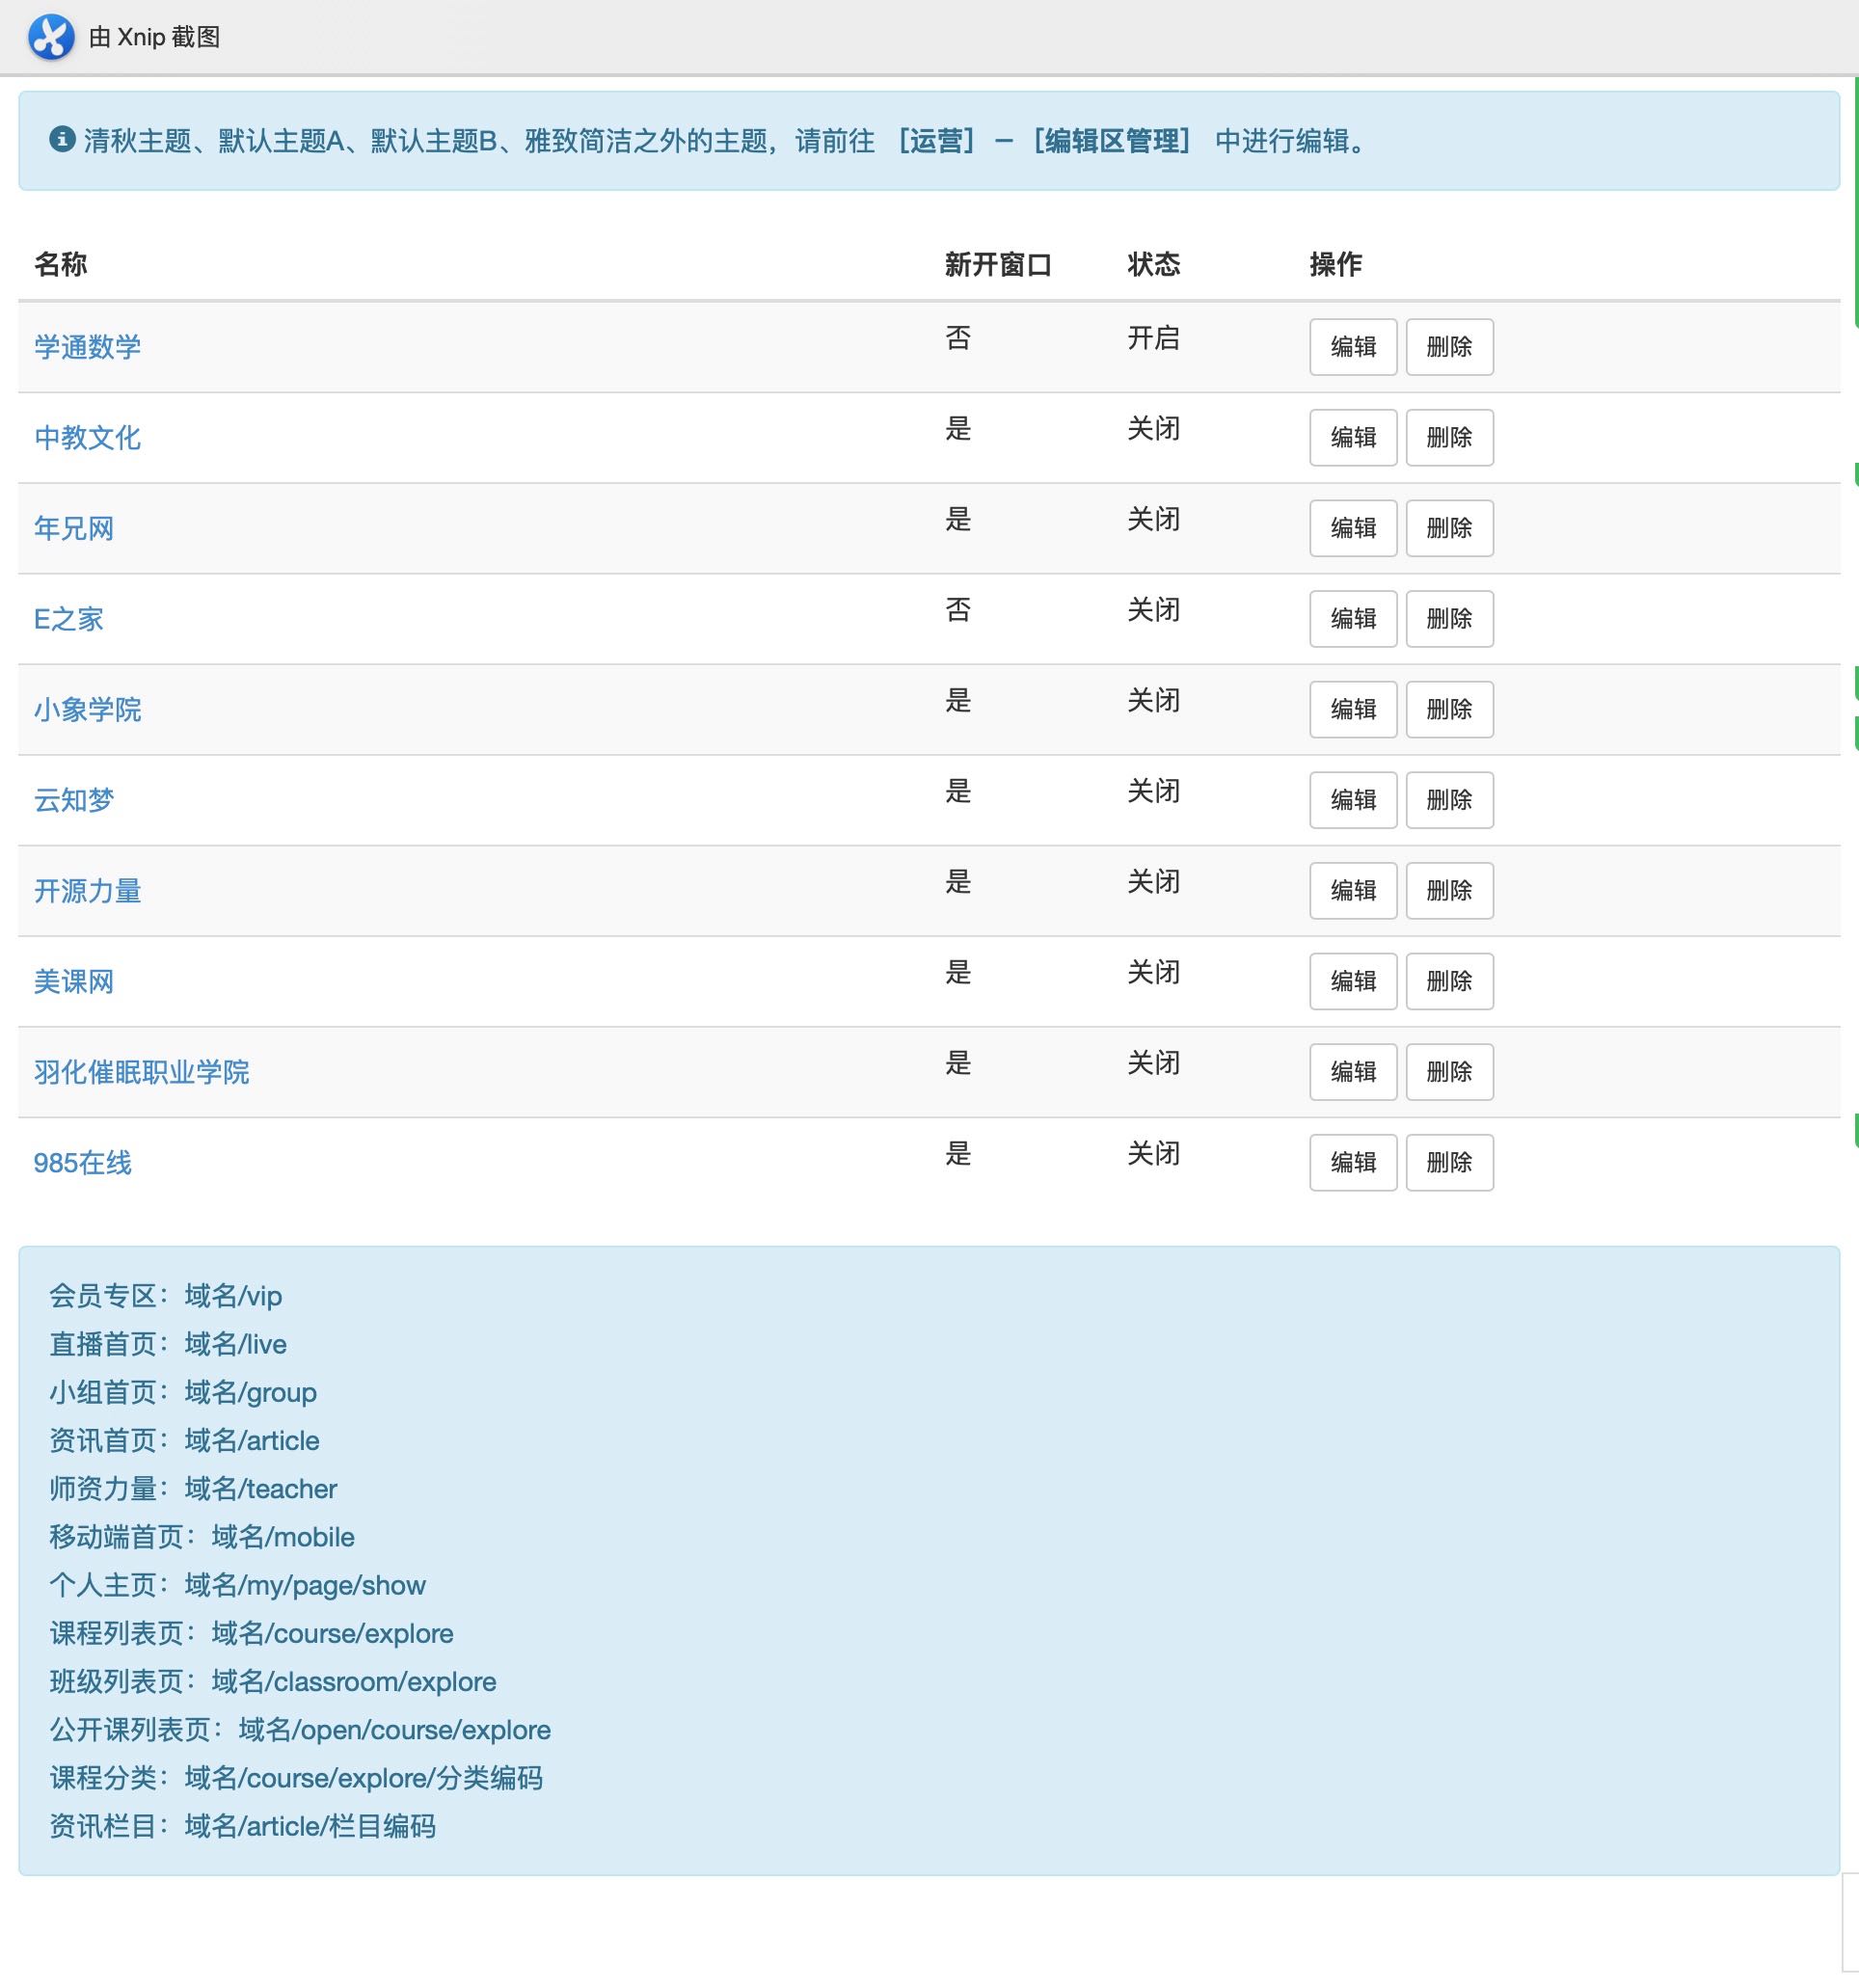 由 Xnip 截图
清秋主题、默认主题A、默认主题B、雅致简洁之外的主题，请前往 [运营] － [编辑区管理] 中进行编辑。
名称 新开窗口 状态 操作
学通数学 否 开启 编辑 删除
中教文化 是 关闭 编辑 删除
年兄网 是 关闭 编辑 删除
E之家 否 关闭 编辑 删除
小象学院 是 关闭 编辑 删除
云知梦 是 关闭 编辑 删除
开源力量 是 关闭 编辑 删除
美课网 是 关闭 编辑 删除
羽化催眠职业学院 是 关闭 编辑 删除
985在线 是 关闭 编辑 删除
会员专区：域名/vip
直播首页：域名/live
小组首页：域名/group
资讯首页：域名/article
师资力量：域名/teacher
移动端首页：域名/mobile
个人主页：域名/my/page/show
课程列表页：域名/course/explore
班级列表页：域名/classroom/explore
公开课列表页：域名/open/course/explore
课程分类：域名/course/explore/分类编码
资讯栏目：域名/article/栏目编码